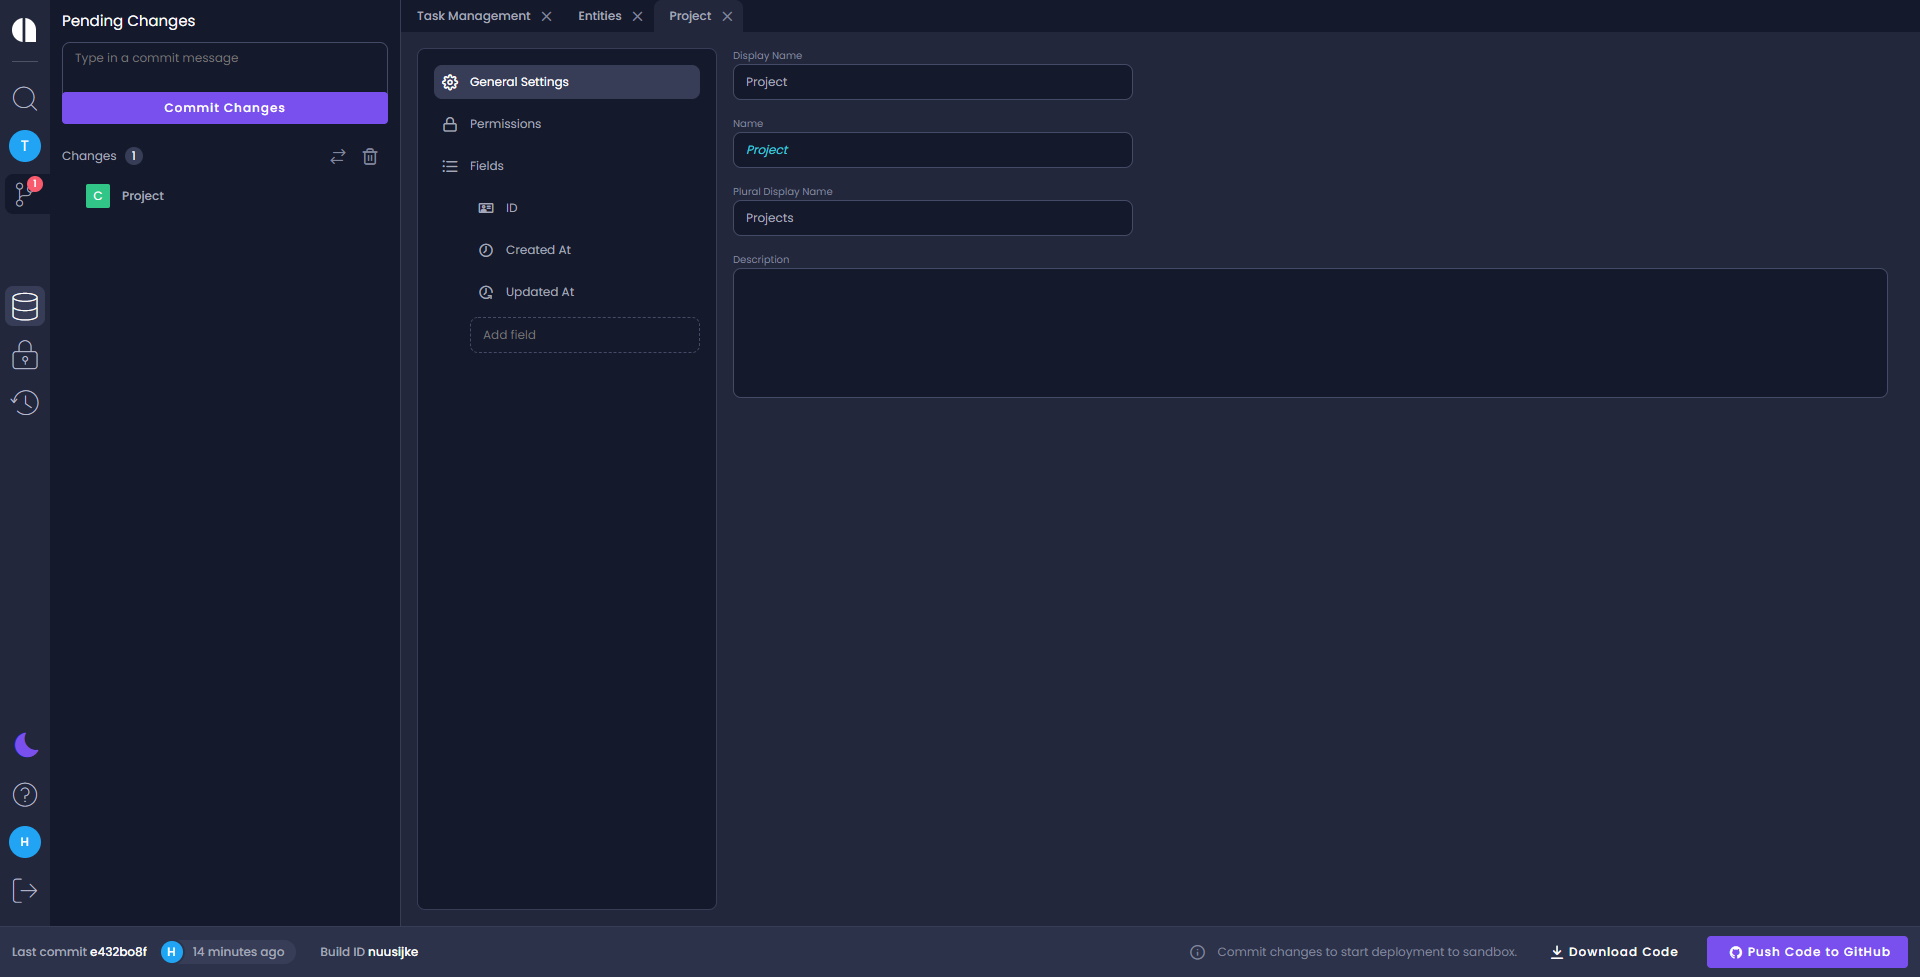 Pending Changes
Type in a commit message
Commit Changes
Changes 1
C Project
T
1
H
Task Management
Entities
Project
General Settings
Permissions
Fields
ID
Created At
Updated At
Add field
Display Name
Project
Name
Project
Plural Display Name
Projects
Description
Last commit e432bo8f H 14 minutes ago Build ID nuusijke
Commit changes to start deployment to sandbox. Download Code Push Code to GitHub